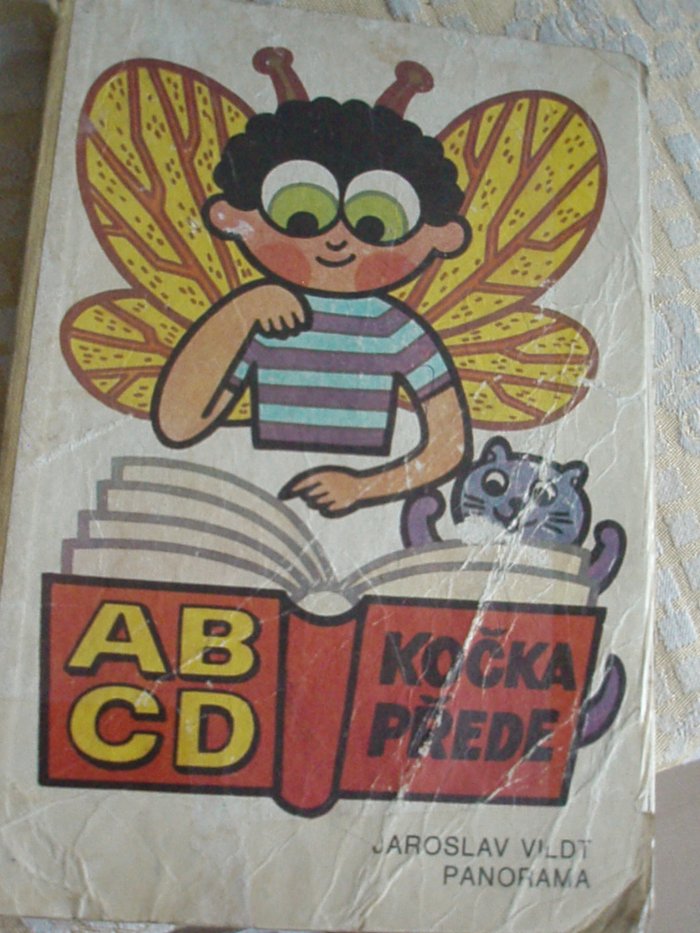 AB
CD
KOČKA
PŘEDE
JAROSLAV VILDT
PANORAMA